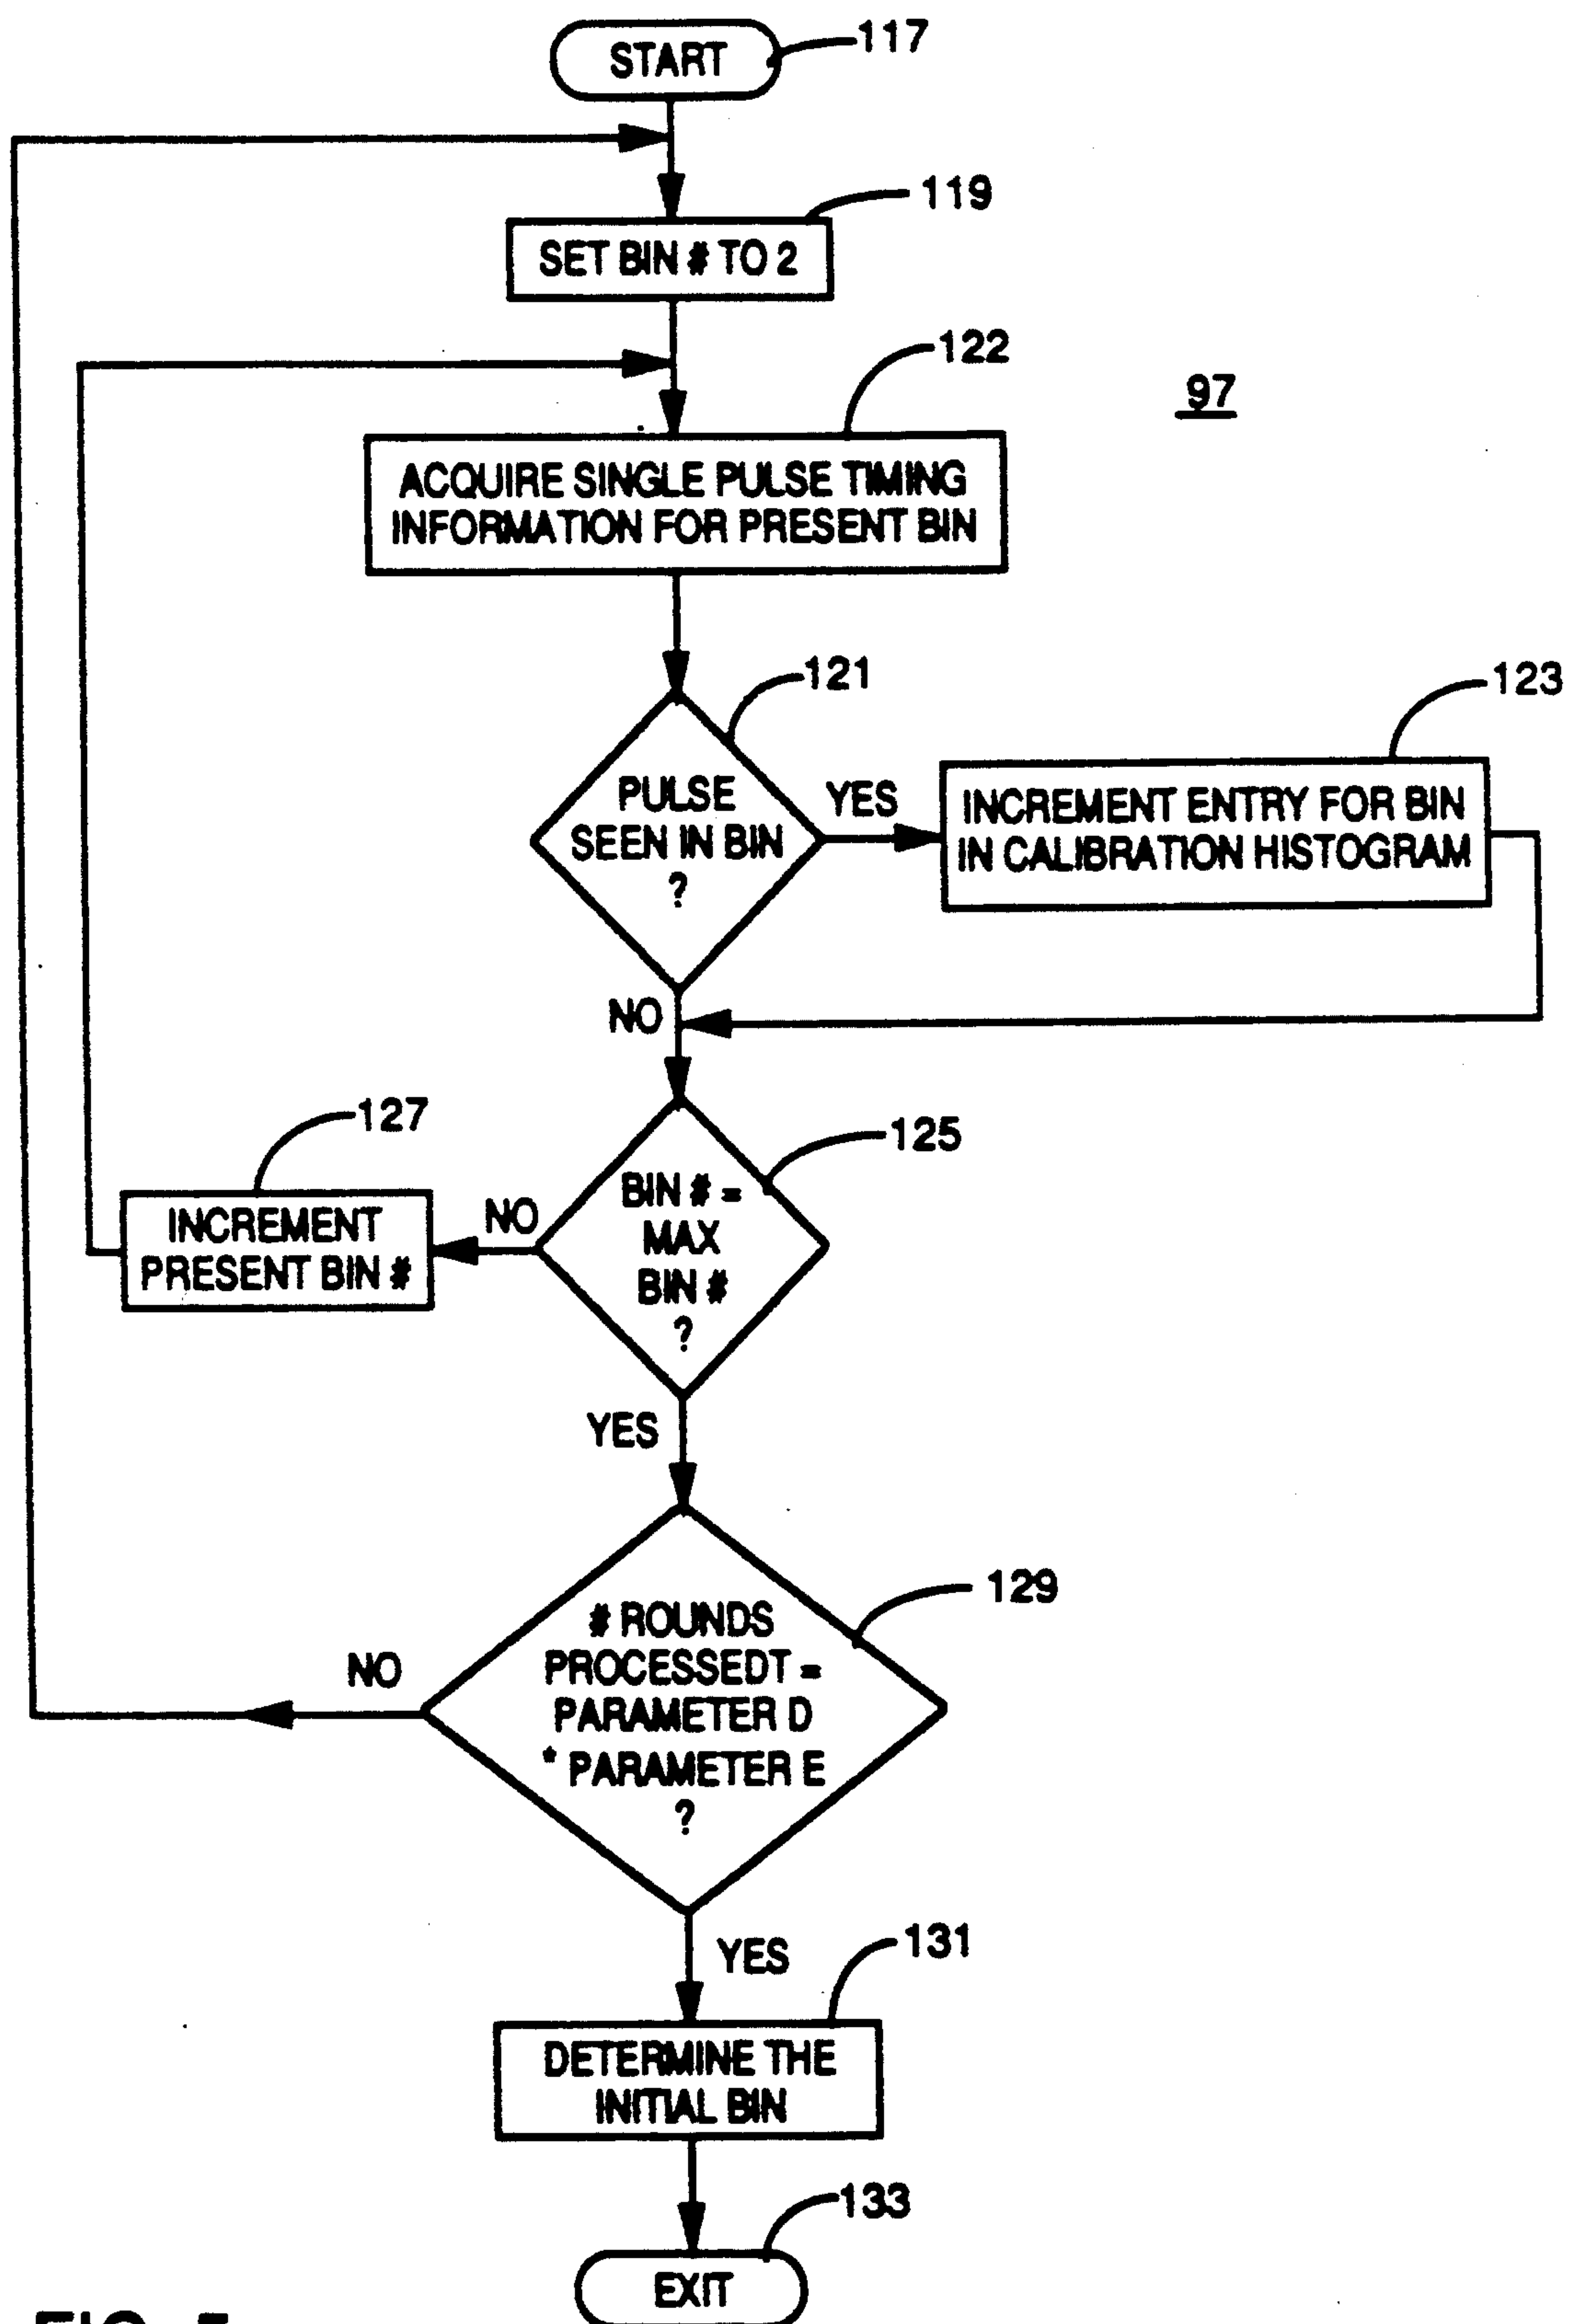 START
117
119
SET BIN # TO 2
122
97
ACQUIRE SINGLE PULSE TIMING
INFORMATION FOR PRESENT BIN
121
123
PULSE
SEEN IN BIN
?
YES
INCREMENT ENTRY FOR BIN
IN CALIBRATION HISTOGRAM
NO
127
125
BIN # =
MAX
BIN #
?
NO
INCREMENT
PRESENT BIN #
YES
129
# ROUNDS
PROCESSEDT =
PARAMETER D
* PARAMETER E
?
NO
YES
131
DETERMINE THE
INITIAL BIN
133
EXIT